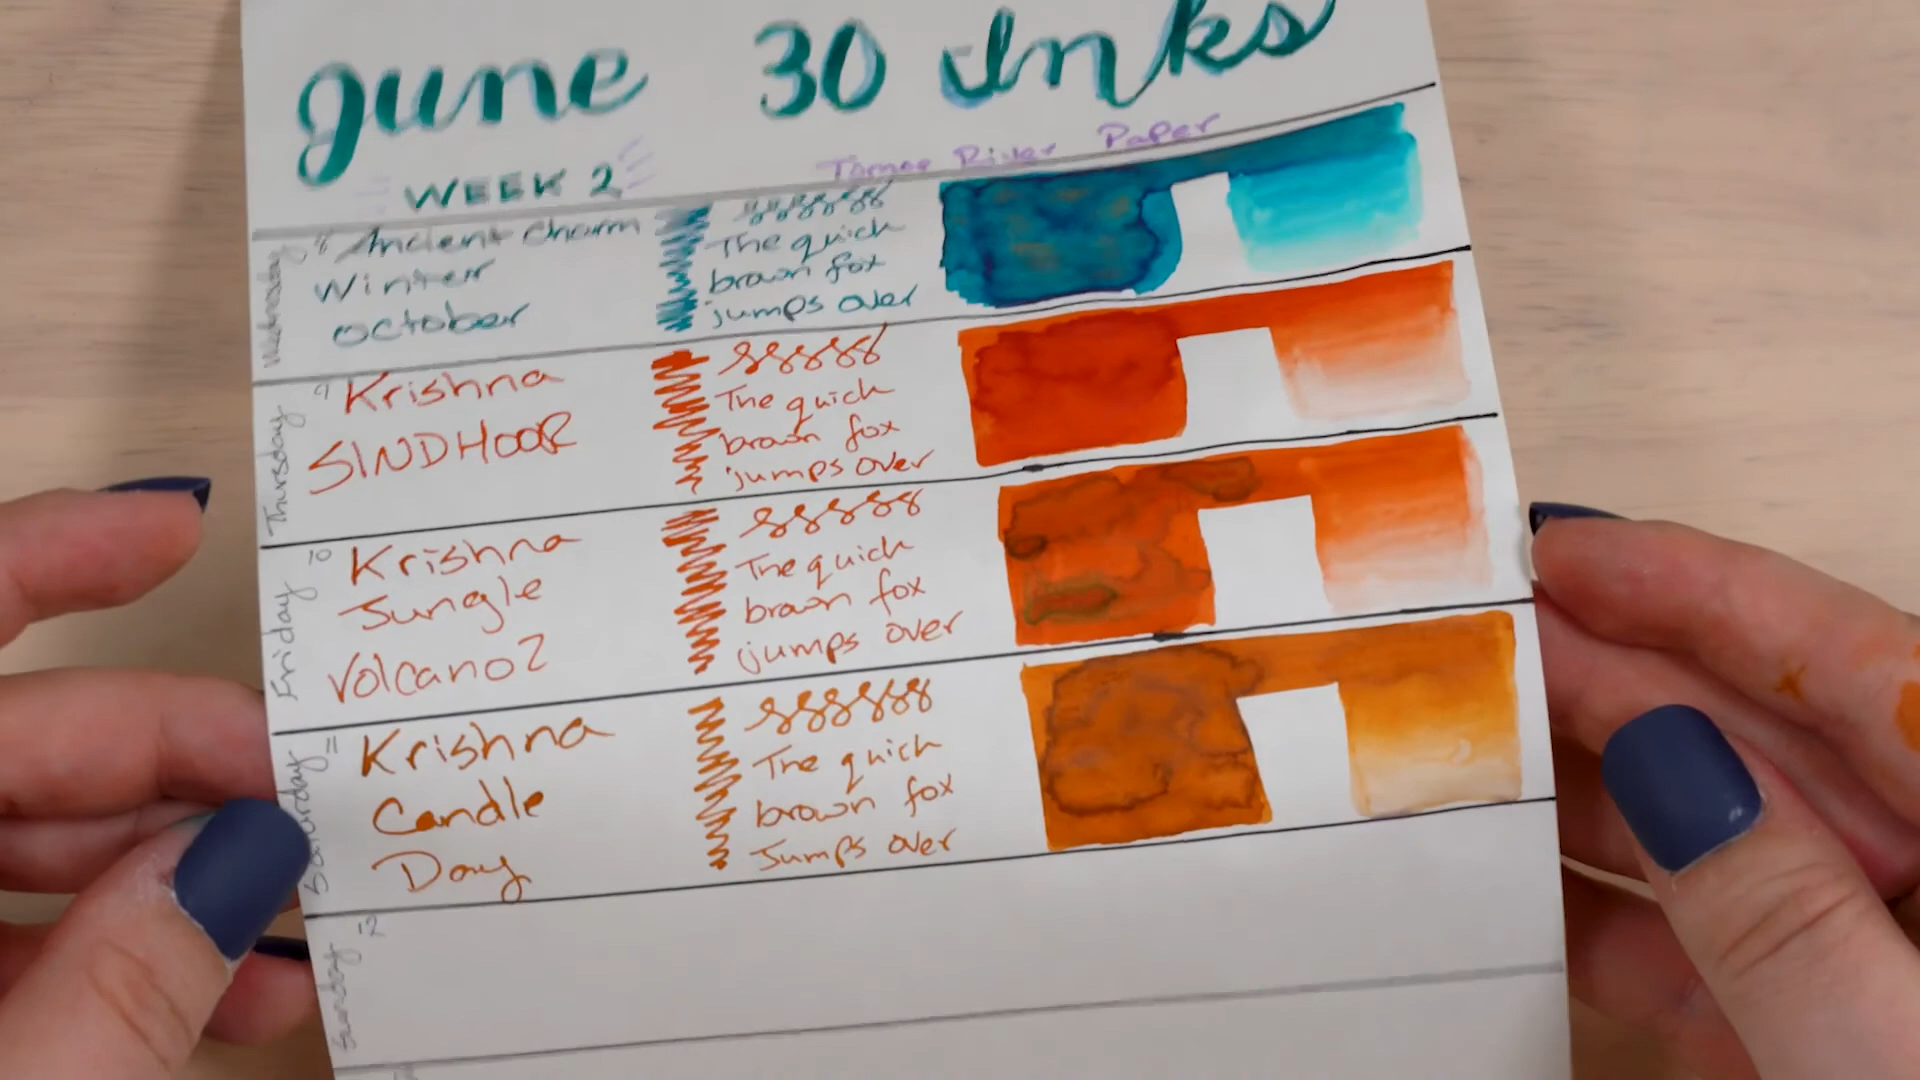 June 30 Inks
WEEK 2
Tomoe River Paper
Wednesday
8
Ancient Charm
Winter
October
The quick
brown fox
jumps over
Thursday
9
Krishna
SINDHOOR
The quick
brown fox
jumps over
Friday
10
Krishna
Jungle
Volcano2
The quick
brown fox
jumps over
Saturday
11
Krishna
Candle
Day
The quick
brown fox
Jumps over
Sunday
12